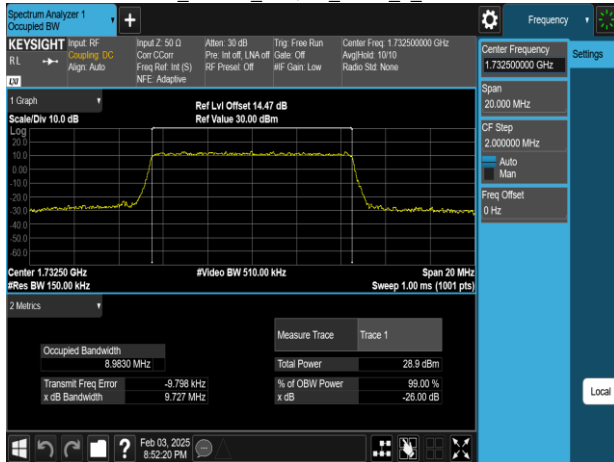 Spectrum Analyzer 1
Occupied BW
Frequency
KEYSIGHT
RL
LXI
Input: RF
Coupling: DC
Align: Auto
Input Z: 50 Ω
Corr CCorr
Freq Ref: Int (S)
NFE: Adaptive
Atten: 30 dB
Pre: Int off, LNA off
RF Preset: Off
Trig: Free Run
Gate: Off
#IF Gain: Low
Center Freq: 1.732500000 GHz
Avg|Hold: 10/10
Radio Std: None
Center Frequency
1.732500000 GHz
Settings
Span
20.000 MHz
CF Step
2.000000 MHz
Auto
Man
Freq Offset
0 Hz
Local
1 Graph
Scale/Div 10.0 dB
Ref Lvl Offset 14.47 dB
Ref Value 30.00 dBm
Log
20.0
10.0
0.00
-10.0
-20.0
-30.0
-40.0
-50.0
-60.0
Center 1.73250 GHz
#Video BW 510.00 kHz
Span 20 MHz
#Res BW 150.00 kHz
Sweep 1.00 ms (1001 pts)
2 Metrics
Measure Trace Trace 1
Occupied Bandwidth
8.9830 MHz
Total Power 28.9 dBm
Transmit Freq Error -9.798 kHz
% of OBW Power 99.00 %
x dB Bandwidth 9.727 MHz
x dB -26.00 dB
?
Feb 03, 2025
8:52:20 PM